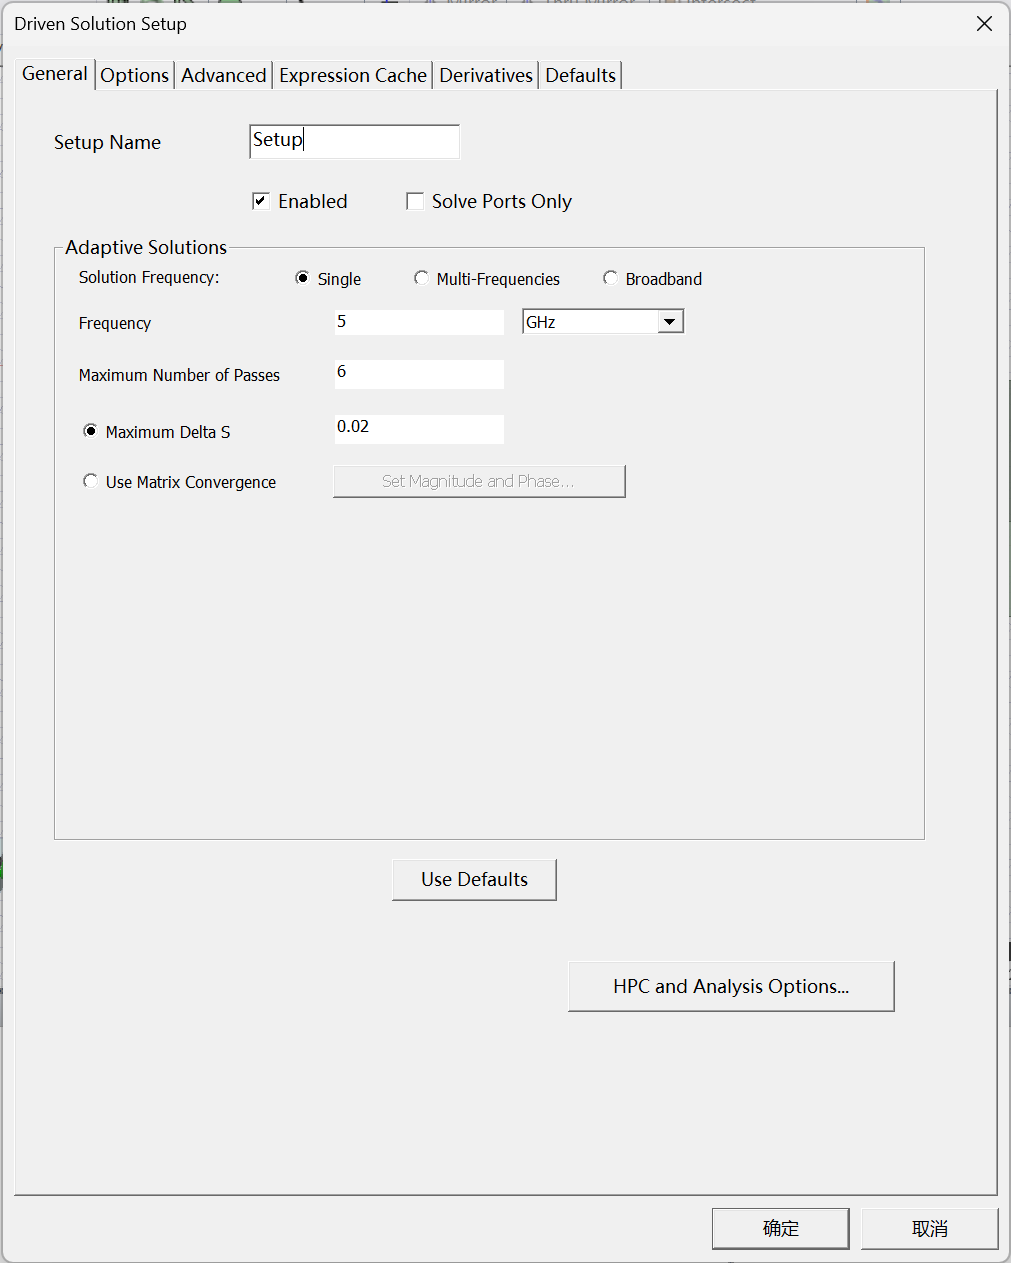 Driven Solution Setup
General Options Advanced Expression Cache Derivatives Defaults
Setup Name Setup
Enabled Solve Ports Only
Adaptive Solutions
Solution Frequency: Single Multi-Frequencies Broadband
Frequency 5 GHz
Maximum Number of Passes 6
Maximum Delta S 0.02
Use Matrix Convergence Set Magnitude and Phase...
Use Defaults
HPC and Analysis Options...
确定 取消